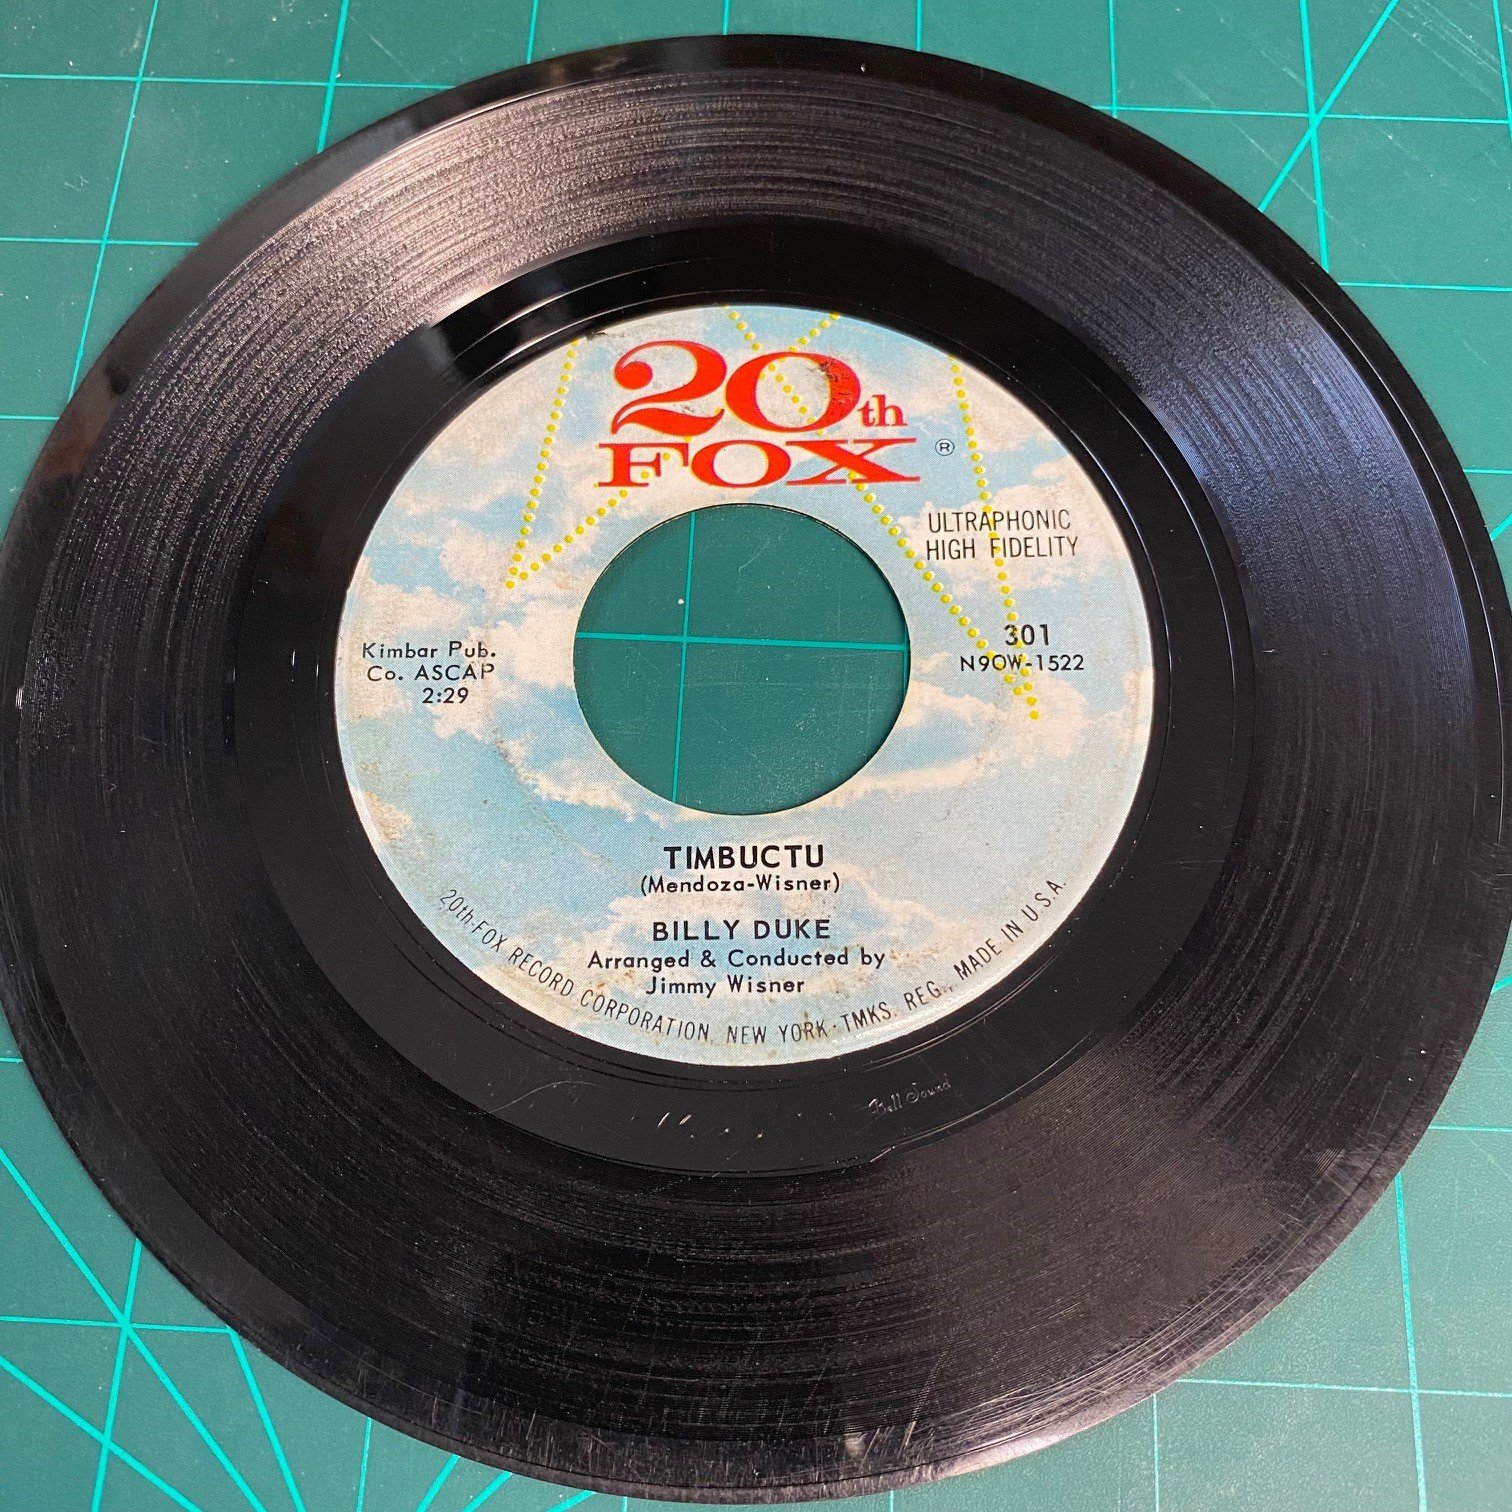 20th
FOX ®
ULTRAPHONIC
HIGH FIDELITY
Kimbar Pub.
Co. ASCAP
2:29
301
N9OW-1522
TIMBUCTU
(Mendoza-Wisner)
BILLY DUKE
Arranged & Conducted by
Jimmy Wisner
20th-FOX RECORD CORPORATION, NEW YORK · TMKS. REG., MADE IN U.S.A.
Bell Sound